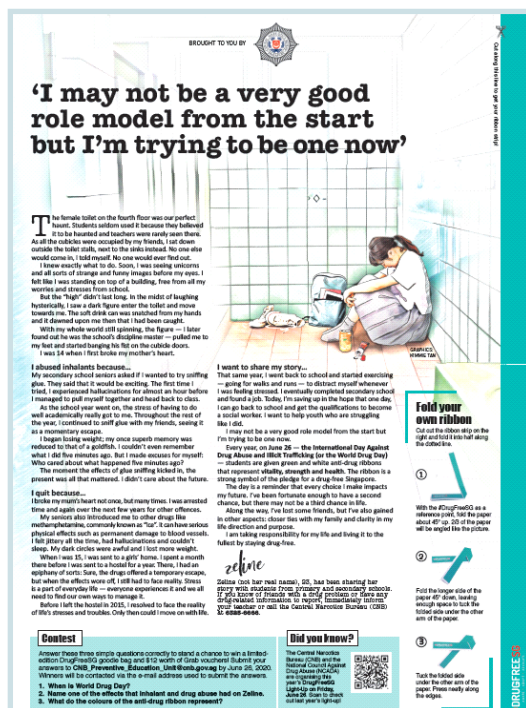 BROUGHT TO YOU BY
Cut along this line to get your ribbon strip!
‘I may not be a very good
role model from the start
but I’m trying to be one now’
The female toilet on the fourth floor was our perfect
haunt. Students seldom used it because they believed
it to be haunted and teachers were rarely seen there.
As all the cubicles were occupied by my friends, I sat down
outside the toilet stalls, next to the sinks instead. No one else
would come in, I told myself. No one would ever find out.
I knew exactly what to do. Soon, I was seeing unicorns
and all sorts of strange and funny images before my eyes. I
felt like I was standing on top of a building, free from all my
worries and stresses from school.
But the “high” didn’t last long. In the midst of laughing
hysterically, I saw a dark figure enter the toilet and move
towards me. The soft drink can was snatched from my hands
and it dawned upon me then that I had been caught.
With my whole world still spinning, the figure — I later
found out he was the school’s discipline master — pulled me to
my feet and started banging his fist on the cubicle doors.
I was 14 when I first broke my mother’s heart.
I abused inhalants because...
My secondary school seniors asked if I wanted to try sniffing
glue. They said that it would be exciting. The first time I
tried, I experienced hallucinations for almost an hour before
I managed to pull myself together and head back to class.
As the school year went on, the stress of having to do
well academically really got to me. Throughout the rest of
the year, I continued to sniff glue with my friends, seeing it
as a momentary escape.
I began losing weight; my once superb memory was
reduced to that of a goldfish. I couldn’t even remember
what I did five minutes ago. But I made excuses for myself:
Who cared about what happened five minutes ago?
The moment the effects of glue sniffing kicked in, the
present was all that mattered. I didn’t care about the future.
I quit because...
I broke my mum’s heart not once, but many times. I was arrested
time and again over the next few years for other offences.
My seniors also introduced me to other drugs like
methamphetamine, commonly known as “ice”. It can have serious
physical effects such as permanent damage to blood vessels.
I felt jittery all the time, had hallucinations and couldn’t
sleep. My dark circles were awful and I lost more weight.
When I was 15, I was sent to a girls’ home. I spent a month
there before I was sent to a hostel for a year. There, I had an
epiphany of sorts: Sure, the drugs offered a temporary escape,
but when the effects wore off, I still had to face reality. Stress
is a part of everyday life — everyone experiences it and we all
need to find our own ways to manage it.
Before I left the hostel in 2015, I resolved to face the reality
of life’s stresses and troubles. Only then could I move on with life.
GRAPHICS
I want to share my story...
That same year, I went back to school and started exercising
— going for walks and runs — to distract myself whenever
I was feeling stressed. I eventually completed secondary school
and found a job. Today, I’m saving up in the hope that one day,
I can go back to school and get the qualifications to become
a social worker. I want to help youth who are struggling
like I did.
I may not be a very good role model from the start but
I’m trying to be one now.
Every year, on June 26 — the International Day Against
Drug Abuse and Illicit Trafficking (or the World Drug Day)
— students are given green and white anti-drug ribbons
that represent vitality, strength and health. The ribbon is a
strong symbol of the pledge for a drug-free Singapore.
The day is a reminder that every choice I make impacts
my future. I’ve been fortunate enough to have a second
chance, but there may not be a third chance in life.
Along the way, I’ve lost some friends, but I’ve also gained
in other aspects: closer ties with my family and clarity in my
life direction and purpose.
I am taking responsibility for my life and living it to the
fullest by staying drug-free.
zeline
Zeline (not her real name), 23, has been sharing her
story with students from primary and secondary schools.
If you know of friends with a drug problem or have any
drug-related information to report, immediately inform
your teacher or call the Central Narcotics Bureau (CNB)
at 6325-6666.
Fold your
own ribbon
Cut out the ribbon strip on the
right and fold it into half along
the dotted line.
1
With the #DrugFreeSG as a
reference point, fold the paper
about 45° up. 2/3 of the paper
will be angled like the picture.
2
Fold the longer side of the
paper 45° down, leaving
enough space to tuck the
folded side under the other
arm of the paper.
3
Tuck the folded side
under the other arm of the
paper. Press neatly along
the edges.
DRUGFREESG
Contest
Answer these three simple questions correctly to stand a chance to win a limited-
edition DrugFreeSG goodie bag and $12 worth of Grab vouchers! Submit your
answers to CNB_Preventive_Education_Unit@cnb.gov.sg by June 26, 2020.
Winners will be contacted via the e-mail address used to submit the answers.
1. When is World Drug Day?
2. Name one of the effects that inhalant and drug abuse had on Zeline.
3. What do the colours of the anti-drug ribbon represent?
Did you know?
The Central Narcotics
Bureau (CNB) and the
National Council Against
Drug Abuse (NCADA)
are organising this
year’s DrugFreeSG
Light-Up on Friday,
June 26. Scan to check
out last year’s light-up!